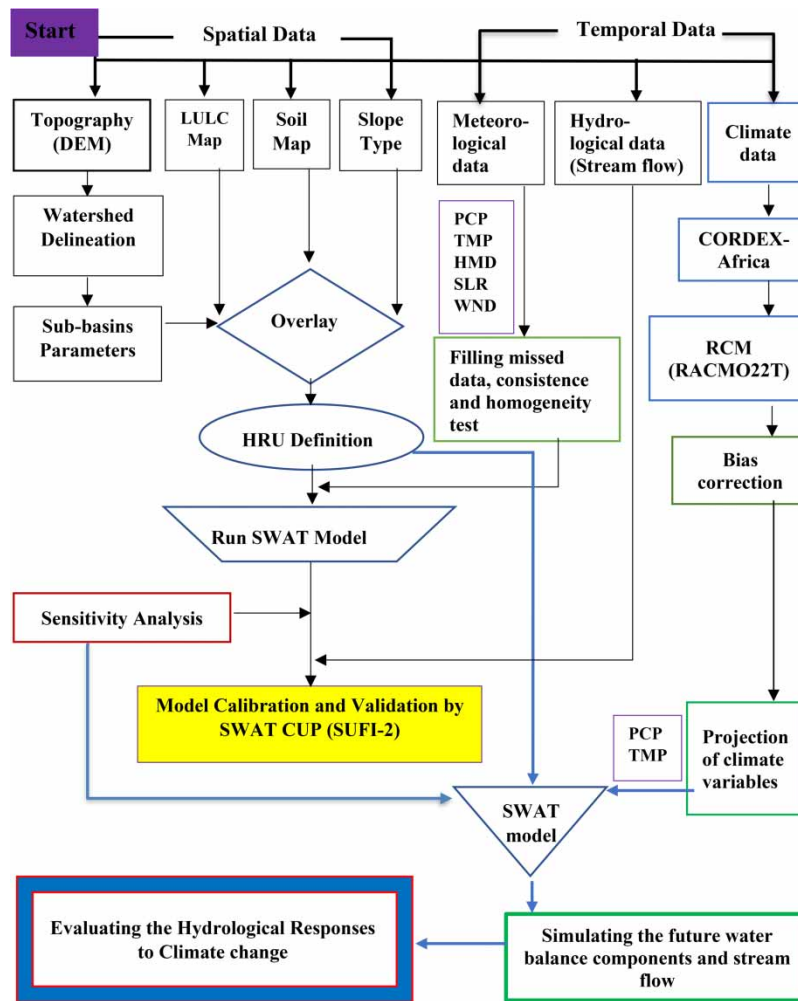 Start
Spatial Data
Temporal Data
Topography
(DEM)
LULC
Map
Soil
Map
Slope
Type
Meteoro-
logical
data
Hydro-
logical data
(Stream flow)
Climate
data
Watershed
Delineation
PCP
TMP
HMD
SLR
WND
CORDEX-
Africa
Sub-basins
Parameters
Overlay
Filling missed
data, consistence
and homogeneity
test
RCM
(RACMO22T)
HRU Definition
Bias
correction
Run SWAT Model
Sensitivity Analysis
Model Calibration and Validation by
SWAT CUP (SUFI-2)
PCP
TMP
Projection
of climate
variables
SWAT
model
Evaluating the Hydrological Responses
to Climate change
Simulating the future water
balance components and stream
flow